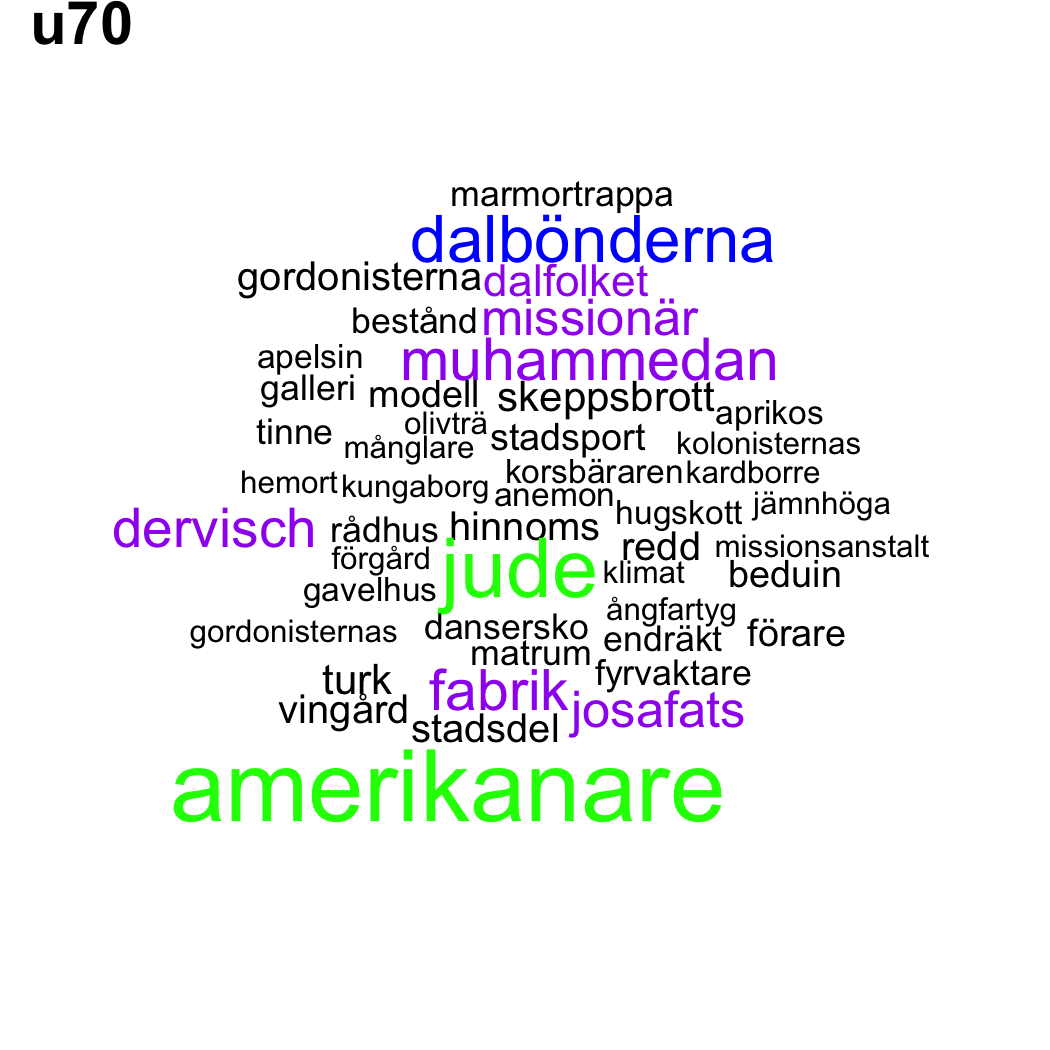 u70
marmortrappa
dalbönderna
gordonisterna dalfolket
bestånd missionär
apelsin muhammedan
galleri modell skeppsbrott aprikos
tinne olivträ stadsport kolonisternas
månglare
hemort kungaborg korsbäraren kardborre
anemon hugskott jämnhöga
dervisch rådhus hinnoms redd missionsanstalt
förgård jude klimat beduin
gavelhus
gordonisternas dansersko ångfartyg förare
matrum endräkt
turk fabrik fyrvaktare
vingård stadsdel josafats
amerikanare